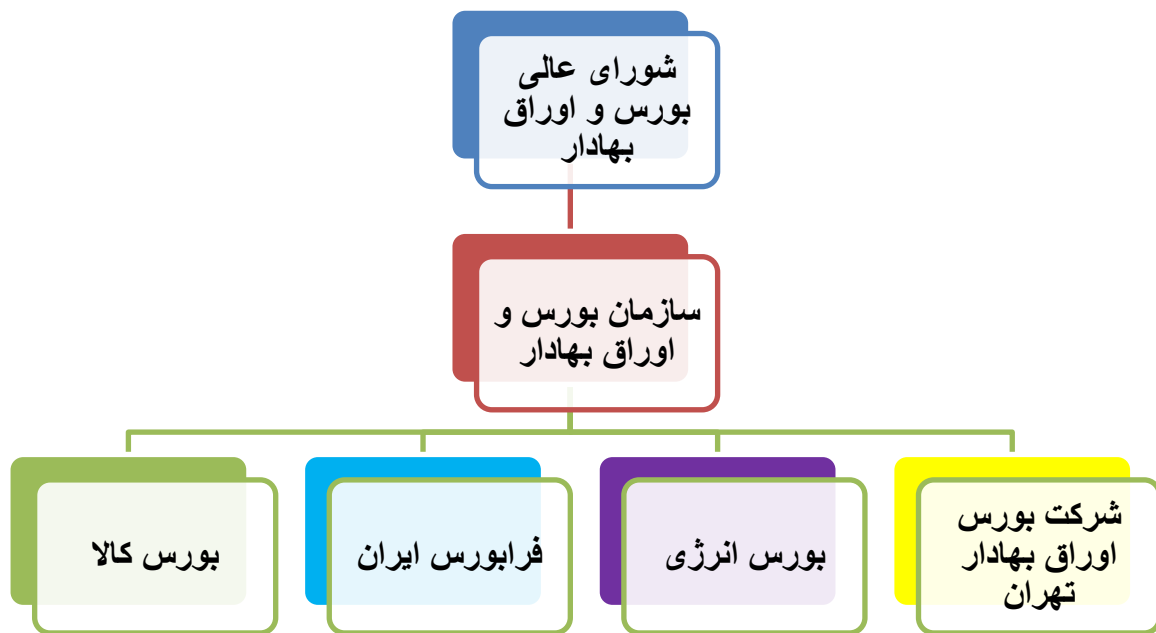 شورای عالی
بورس و اوراق
بهادار
سازمان بورس و
اوراق بهادار
شرکت بورس
اوراق بهادار
تهران
بورس انرژی
فرابورس ایران
بورس کالا